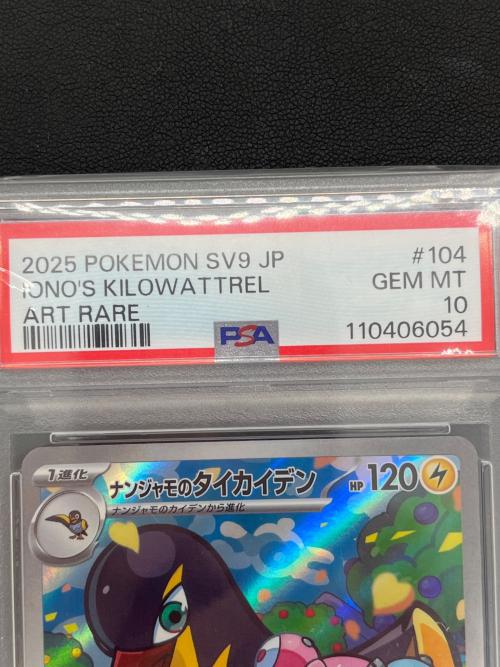 2025 POKEMON SV9 JP
IONO'S KILOWATTREL
ART RARE
#104
GEM MT
10
110406054
PSA
1進化
ナンジャモのタイカイデン
HP 120
ナンジャモのカイデンから進化